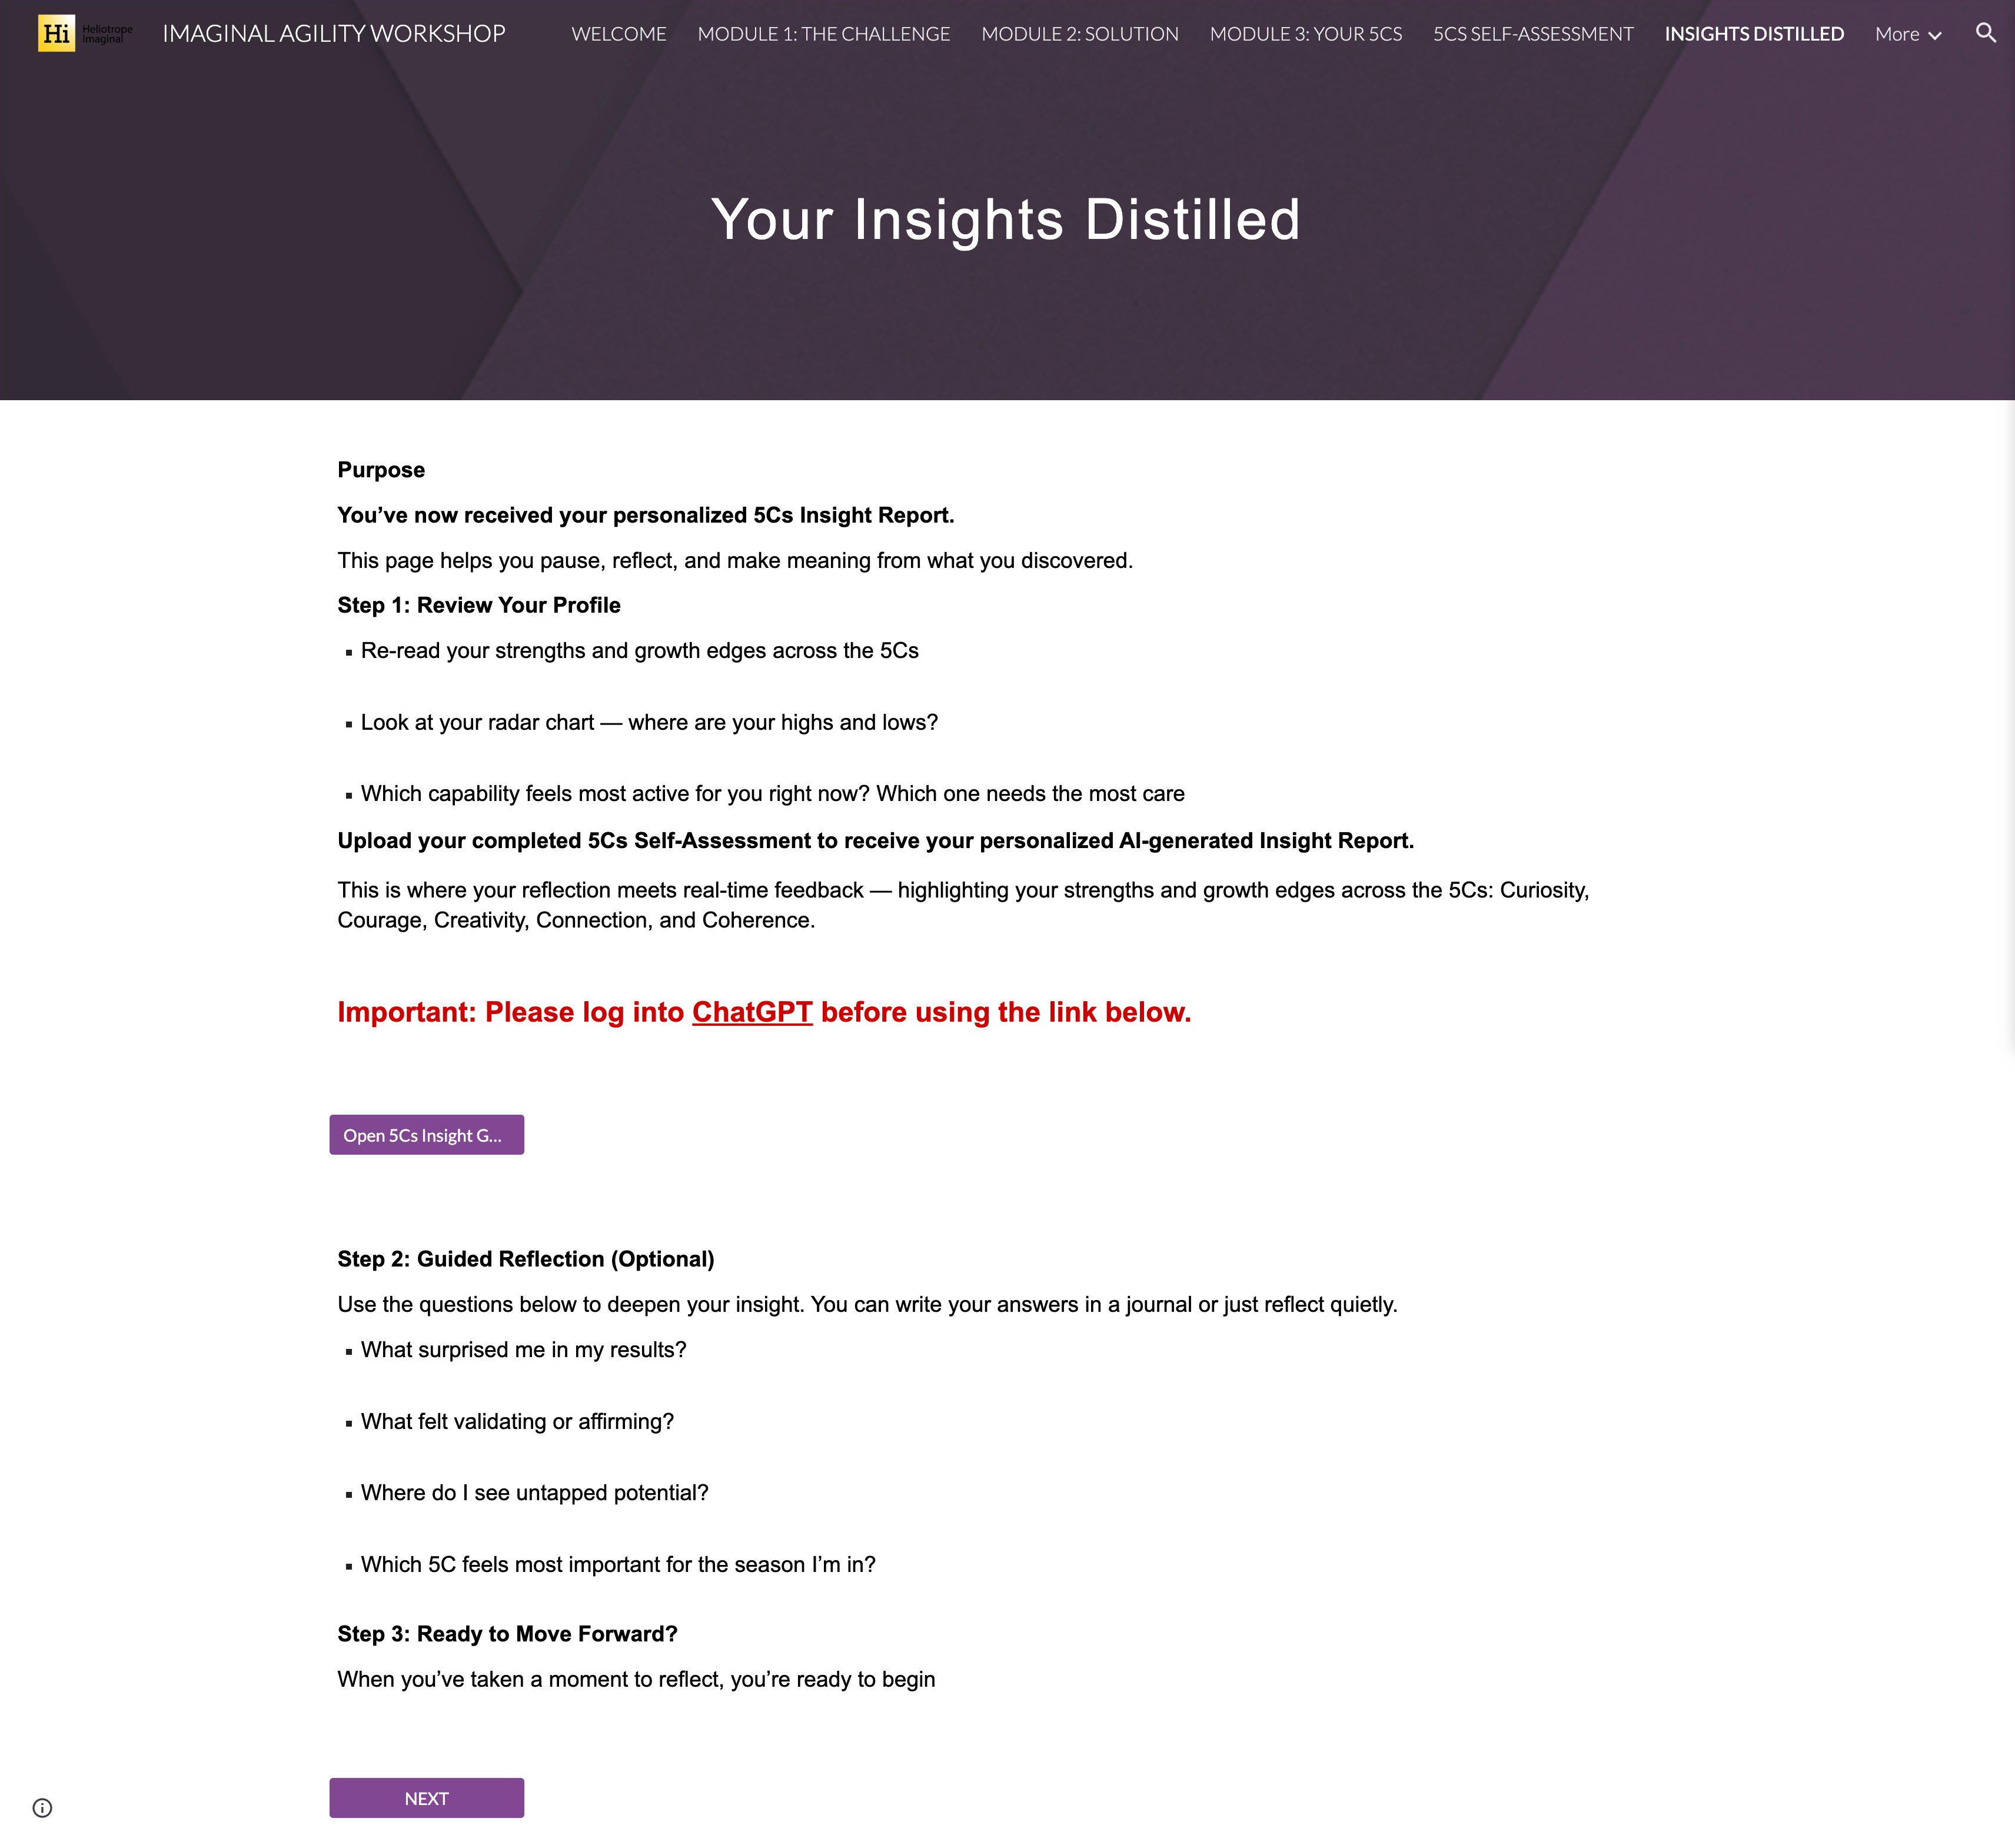 Hi Heliotrope
Imaginal
IMAGINAL AGILITY WORKSHOP
WELCOME
MODULE 1: THE CHALLENGE
MODULE 2: SOLUTION
MODULE 3: YOUR 5CS
5CS SELF-ASSESSMENT
INSIGHTS DISTILLED
More
Your Insights Distilled
Purpose
You’ve now received your personalized 5Cs Insight Report.
This page helps you pause, reflect, and make meaning from what you discovered.
Step 1: Review Your Profile
▪ Re-read your strengths and growth edges across the 5Cs
▪ Look at your radar chart — where are your highs and lows?
▪ Which capability feels most active for you right now? Which one needs the most care
Upload your completed 5Cs Self-Assessment to receive your personalized AI-generated Insight Report.
This is where your reflection meets real-time feedback — highlighting your strengths and growth edges across the 5Cs: Curiosity,
Courage, Creativity, Connection, and Coherence.
Important: Please log into ChatGPT before using the link below.
Open 5Cs Insight G...
Step 2: Guided Reflection (Optional)
Use the questions below to deepen your insight. You can write your answers in a journal or just reflect quietly.
▪ What surprised me in my results?
▪ What felt validating or affirming?
▪ Where do I see untapped potential?
▪ Which 5C feels most important for the season I’m in?
Step 3: Ready to Move Forward?
When you’ve taken a moment to reflect, you’re ready to begin
NEXT